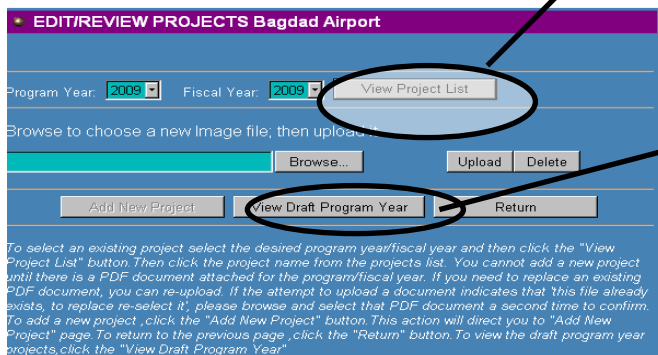 EDIT/REVIEW PROJECTS Bagdad Airport
Program Year: 2009 Fiscal Year: 2009 View Project List
Browse to choose a new Image file; then upload it
Browse... Upload Delete
Add New Project View Draft Program Year Return
To select an existing project select the desired program year/fiscal year and then click the "View
Project List" button.Then click the project name from the projects list. You cannot add a new project
until there is a PDF document attached for the program/fiscal year. If you need to replace an existing
PDF document, you can re-upload. If the attempt to upload a document indicates that 'this file already
exists, to replace re-select it', please browse and select that PDF document a second time to confirm.
To add a new project ,click the "Add New Project" button.This action will direct you to "Add New
Project" page.To return to the previous page ,click the "Return" button.To view the draft program year
projects,click the "View Draft Program Year"